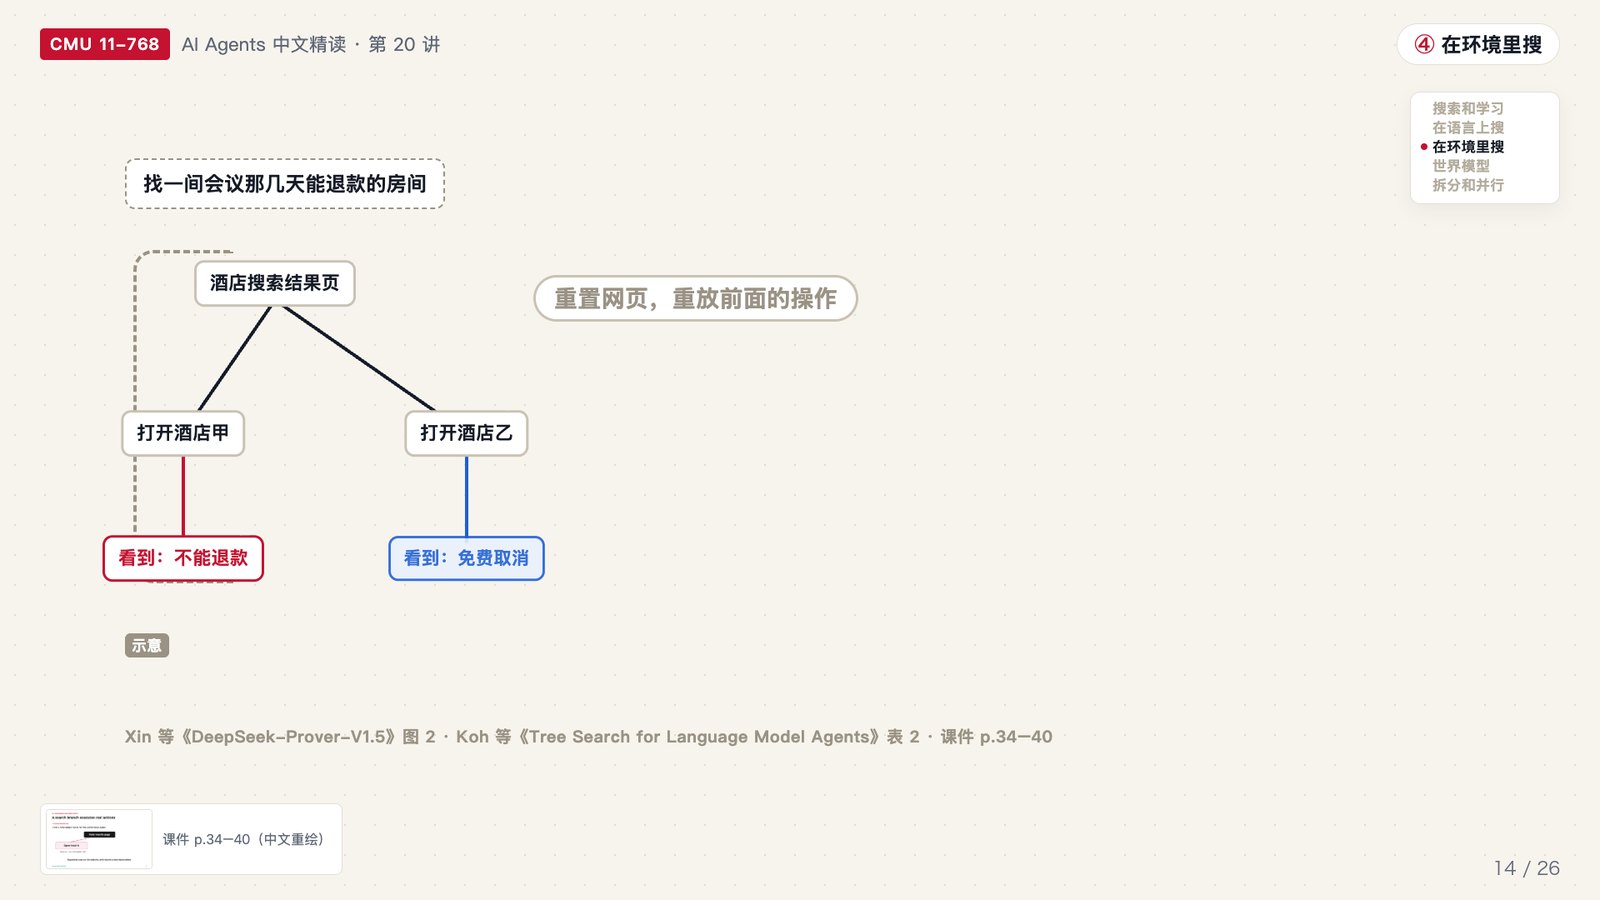 CMU 11-768 AI Agents 中文精读 · 第 20 讲
④ 在环境里搜
搜索和学习
在语言上搜
在环境里搜
世界模型
拆分和并行
找一间会议那几天能退款的房间
酒店搜索结果页
重置网页，重放前面的操作
打开酒店甲
打开酒店乙
看到：不能退款
看到：免费取消
示意
Xin 等《DeepSeek-Prover-V1.5》图 2 · Koh 等《Tree Search for Language Model Agents》表 2 · 课件 p.34–40
A search branch executes real actions
课件 p.34–40（中文重绘）
14 / 26